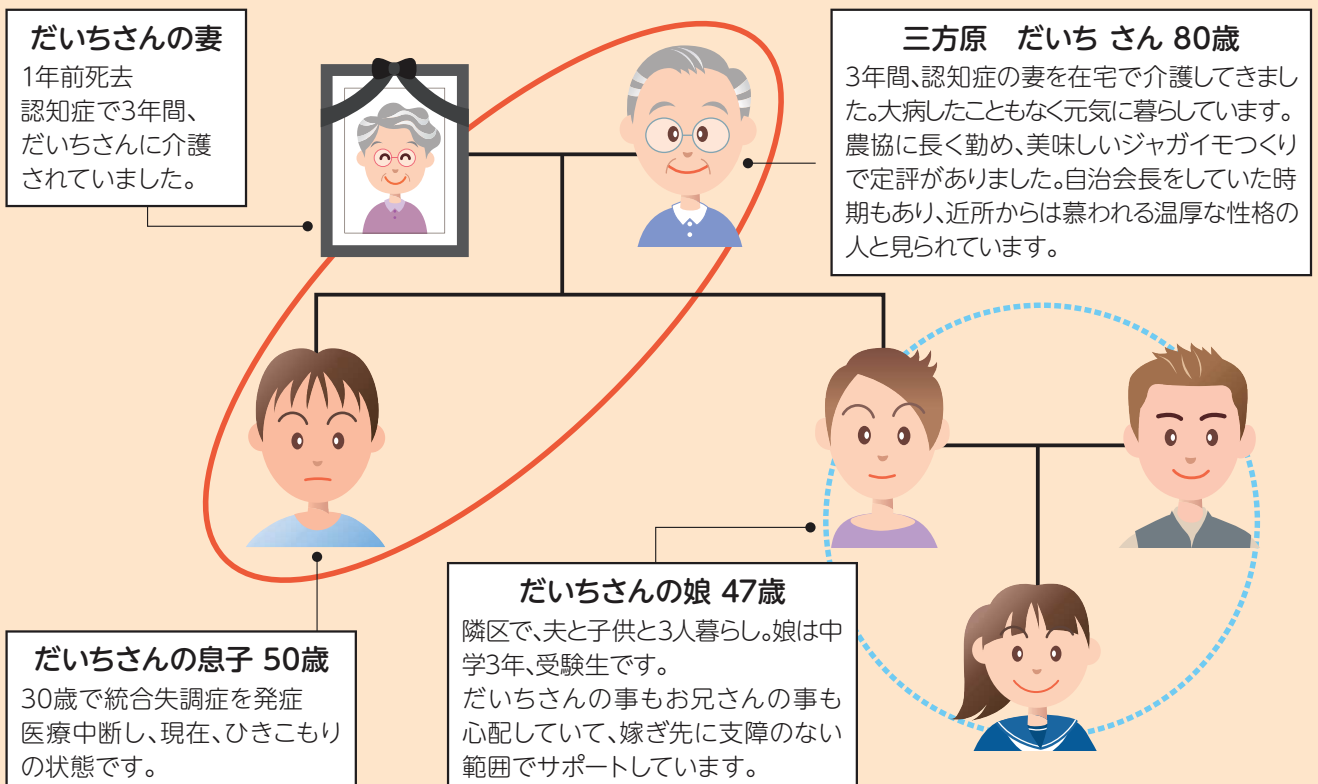 だいちさんの妻
1年前死去
認知症で3年間、
だいちさんに介護
されていました。
三方原　だいち さん 80歳
3年間、認知症の妻を在宅で介護してきまし
た。大病したこともなく元気に暮らしています。
農協に長く勤め、美味しいジャガイモつくり
で定評がありました。自治会長をしていた時
期もあり、近所からは慕われる温厚な性格の
人と見られています。
だいちさんの息子 50歳
30歳で統合失調症を発症
医療中断し、現在、ひきこもり
の状態です。
だいちさんの娘 47歳
隣区で、夫と子供と3人暮らし。娘は中
学3年、受験生です。
だいちさんの事もお兄さんの事も
心配していて、嫁ぎ先に支障のない
範囲でサポートしています。